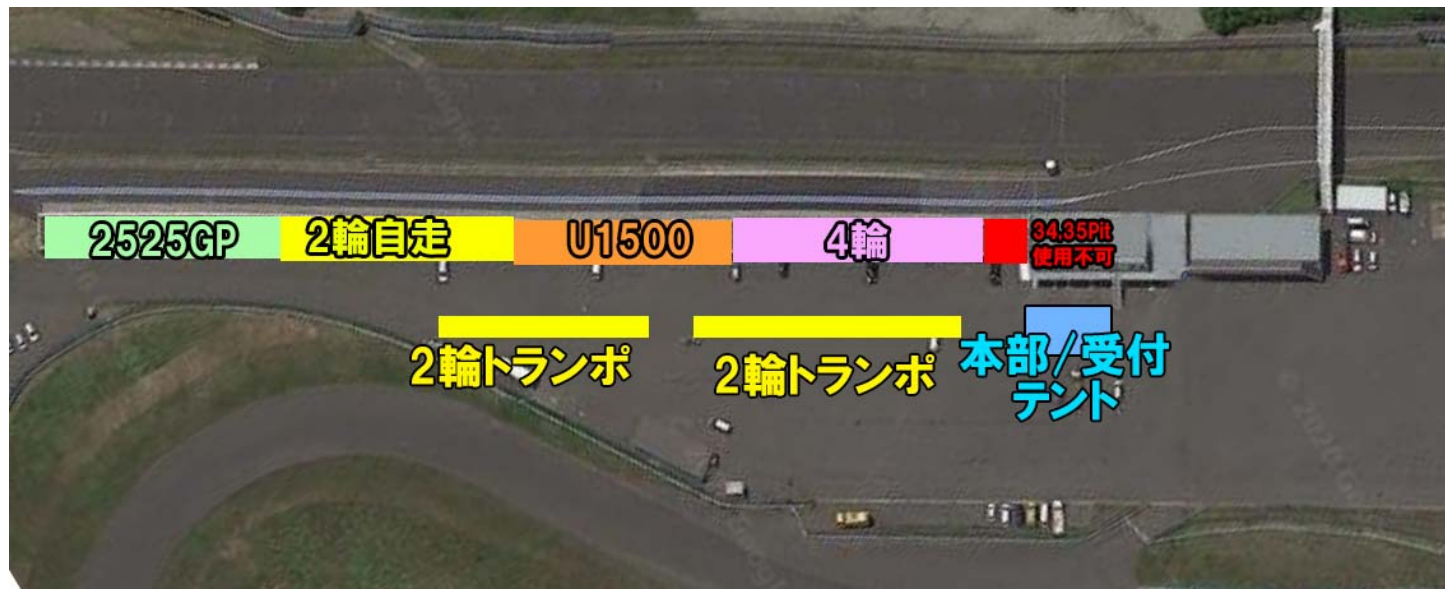 2525GP
2輪自走
U1500
4輪
34,35Pit
使用不可
2輪トランポ
2輪トランポ
本部/受付
テント